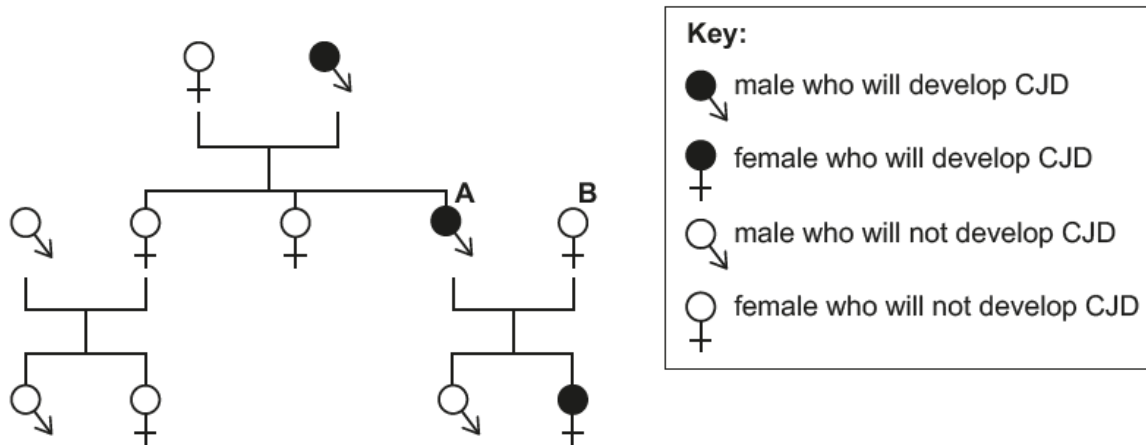 A
B
Key:
male who will develop CJD
female who will develop CJD
male who will not develop CJD
female who will not develop CJD